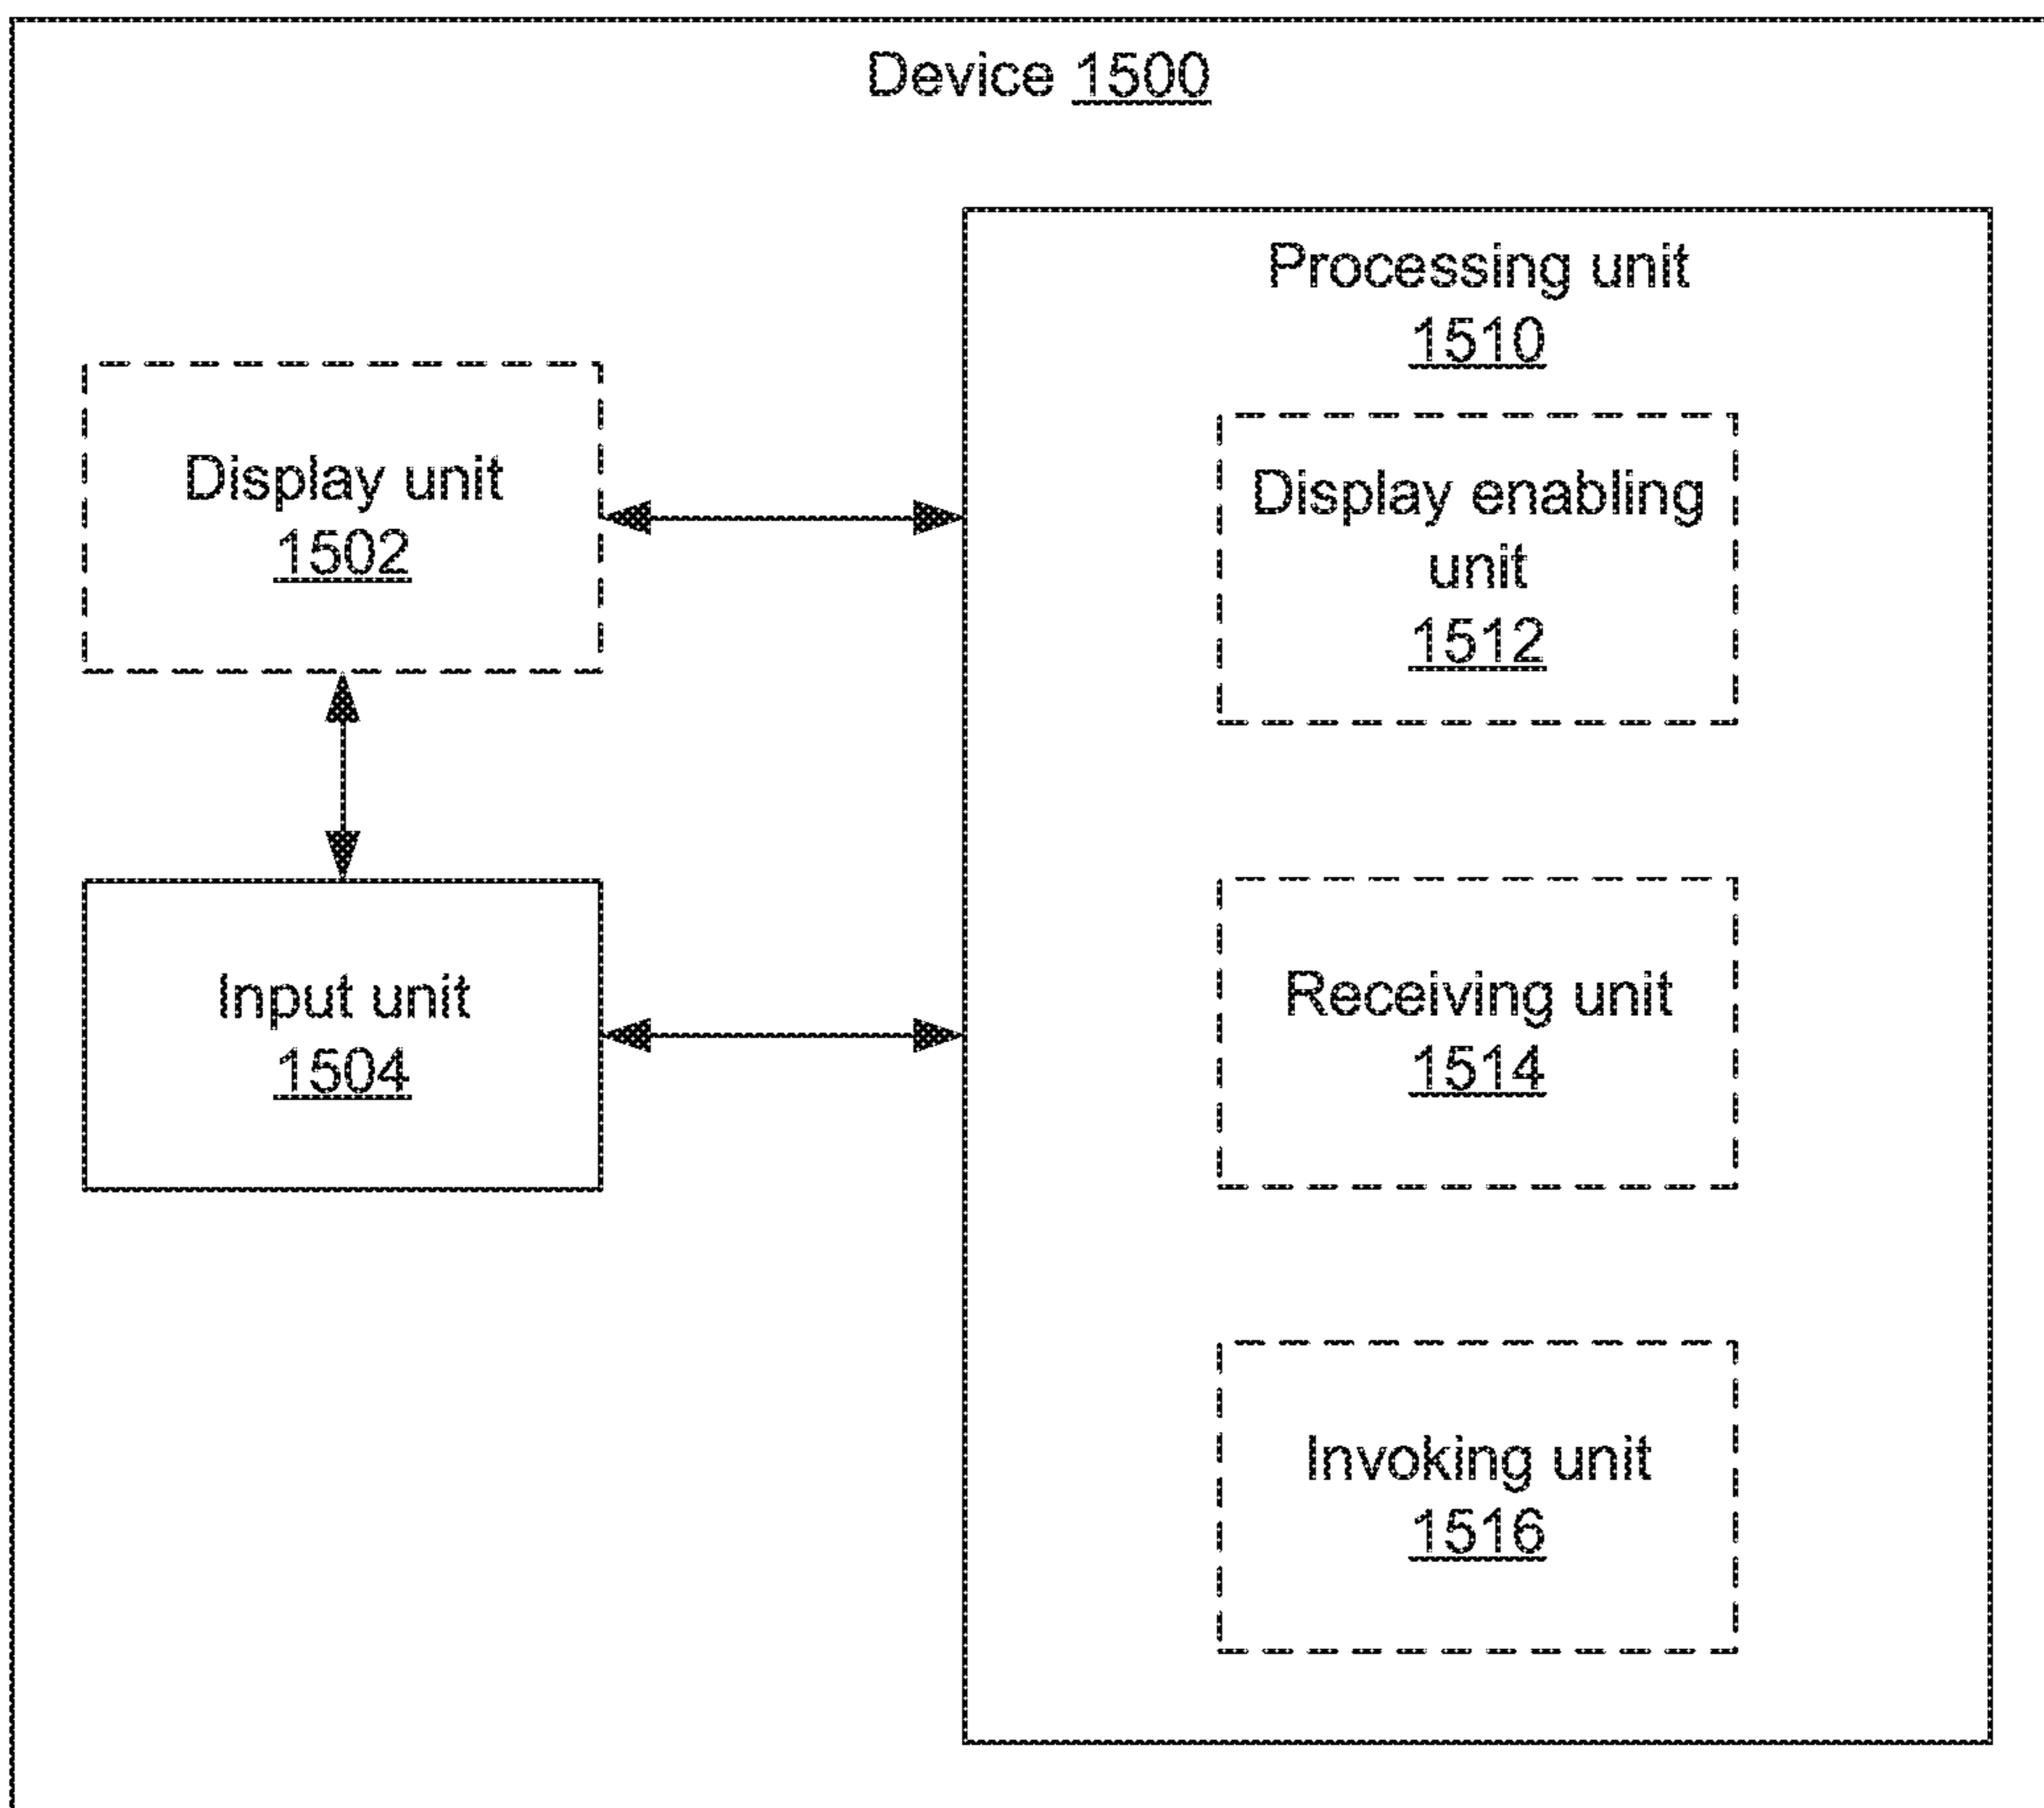 Device 1500
Processing unit
1510
Display unit
1502
Display enabling
unit
1512
Input unit
1504
Receiving unit
1514
Invoking unit
1516